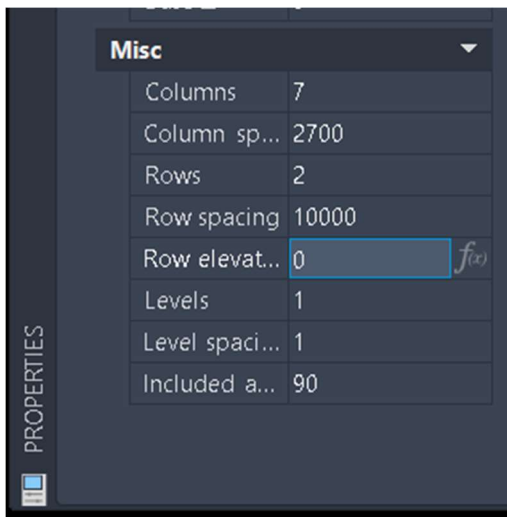 Misc
Columns 7
Column sp... 2700
Rows 2
Row spacing 10000
Row elevat... 0 f(x)
Levels 1
Level spaci... 1
Included a... 90
PROPERTIES